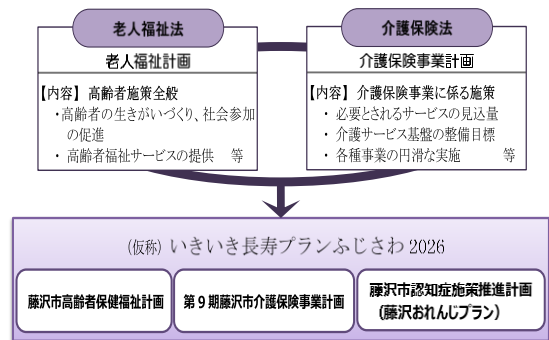 老人福祉法
老人福祉計画
【内容】 高齢者施策全般
・高齢者の生きがいづくり、社会参加
の促進
・ 高齢者福祉サービスの提供 等
介護保険法
介護保険事業計画
【内容】 介護保険事業に係る施策
・ 必要とされるサービスの見込量
・ 介護サービス基盤の整備目標
・ 各種事業の円滑な実施 等
(仮称) いきいき長寿プランふじさわ 2026
藤沢市高齢者保健福祉計画
第9期藤沢市介護保険事業計画
藤沢市認知症施策推進計画
(藤沢おれんじプラン)